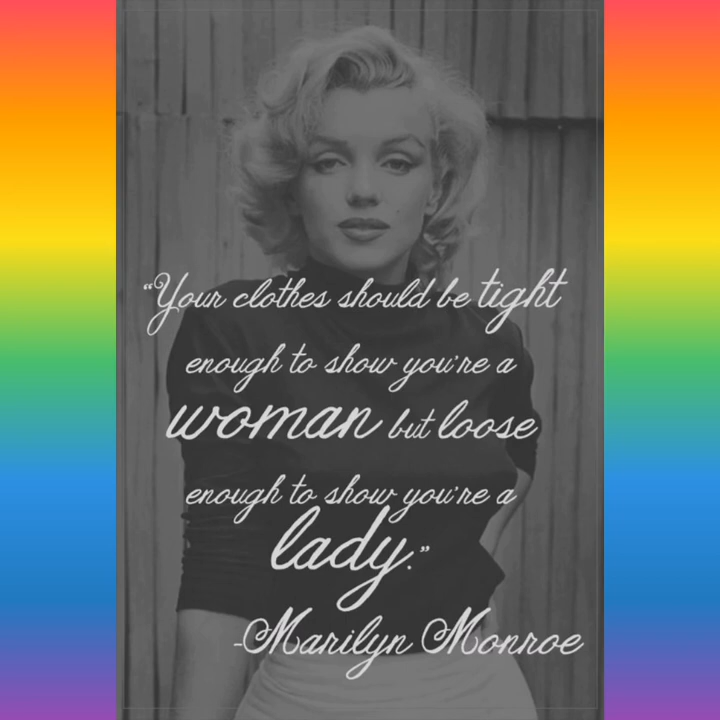 “Your clothes should be tight
enough to show you're a
woman but loose
enough to show you're a
lady.”
-Marilyn Monroe